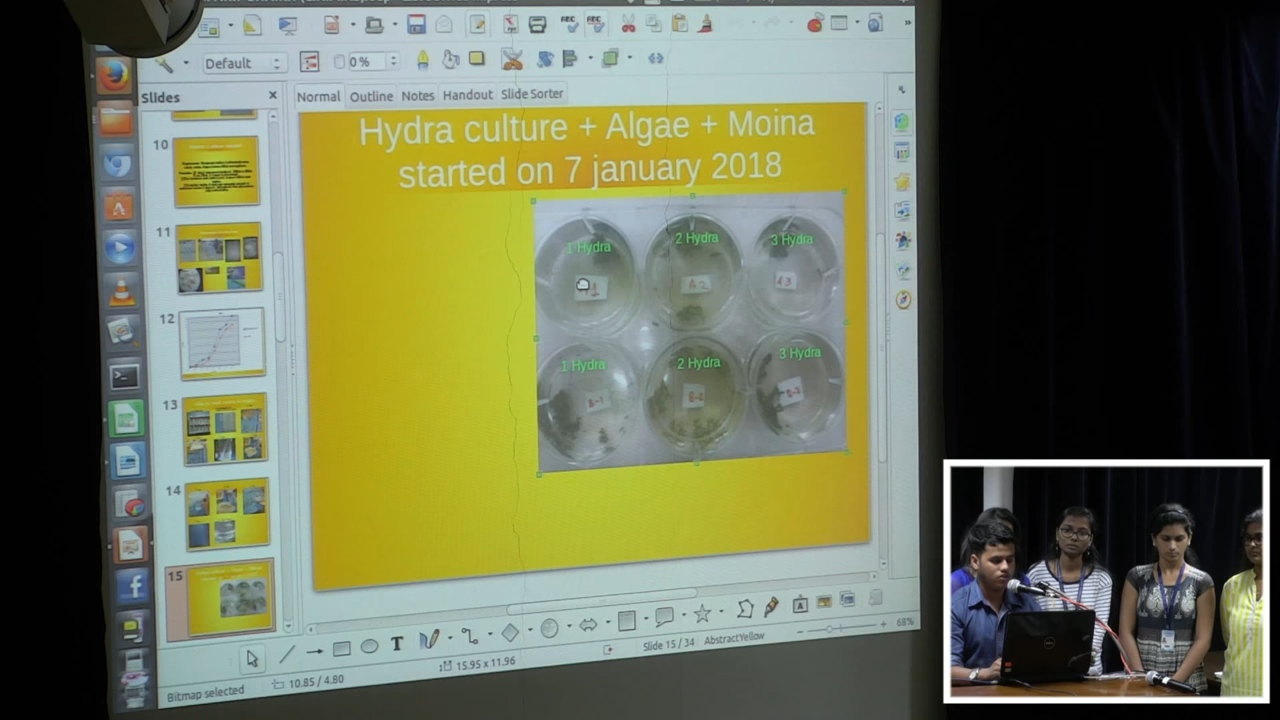 Default
0%
Slides
Normal
Outline
Notes
Handout
Slide Sorter
Hydra culture + Algae + Moina
started on 7 january 2018
1 Hydra
2 Hydra
3 Hydra
1 Hydra
2 Hydra
3 Hydra
B-1
10
11
12
13
14
15
Bitmap selected
10.85 / 4.80
15.95 x 11.96
Slide 15 / 34
AbstractYellow
68%